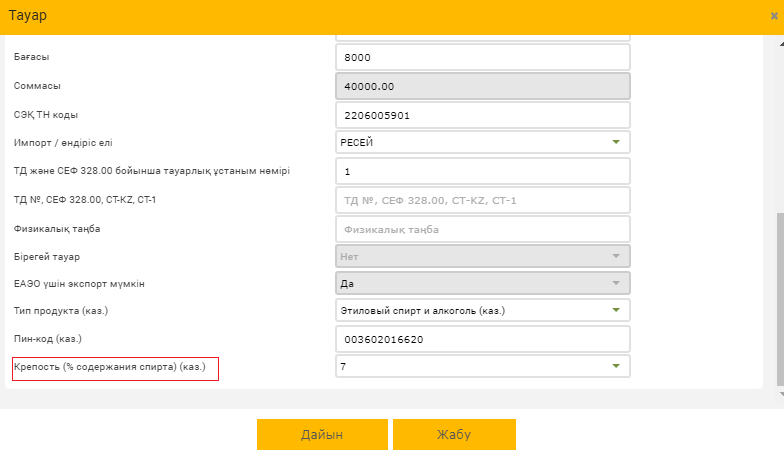 Тауар
Бағасы 8000
Соммасы 40000.00
СЭҚ ТН коды 2206005901
Импорт / өндіріс елі РЕСЕЙ
ТД және СЕФ 328.00 бойынша тауарлық ұстаным нөмірі 1
ТД №, СЕФ 328.00, CT-KZ, СТ-1 ТД №, СЕФ 328.00, CT-KZ, СТ-1
Физикалық таңба Физикалық таңба
Бірегей тауар Нет
ЕАЭО үшін экспорт мүмкін Да
Тип продукта (каз.) Этиловый спирт и алкоголь (каз.)
Пин-код (каз.) 003602016620
Крепость (% содержания спирта) (каз.) 7
Дайын Жабу